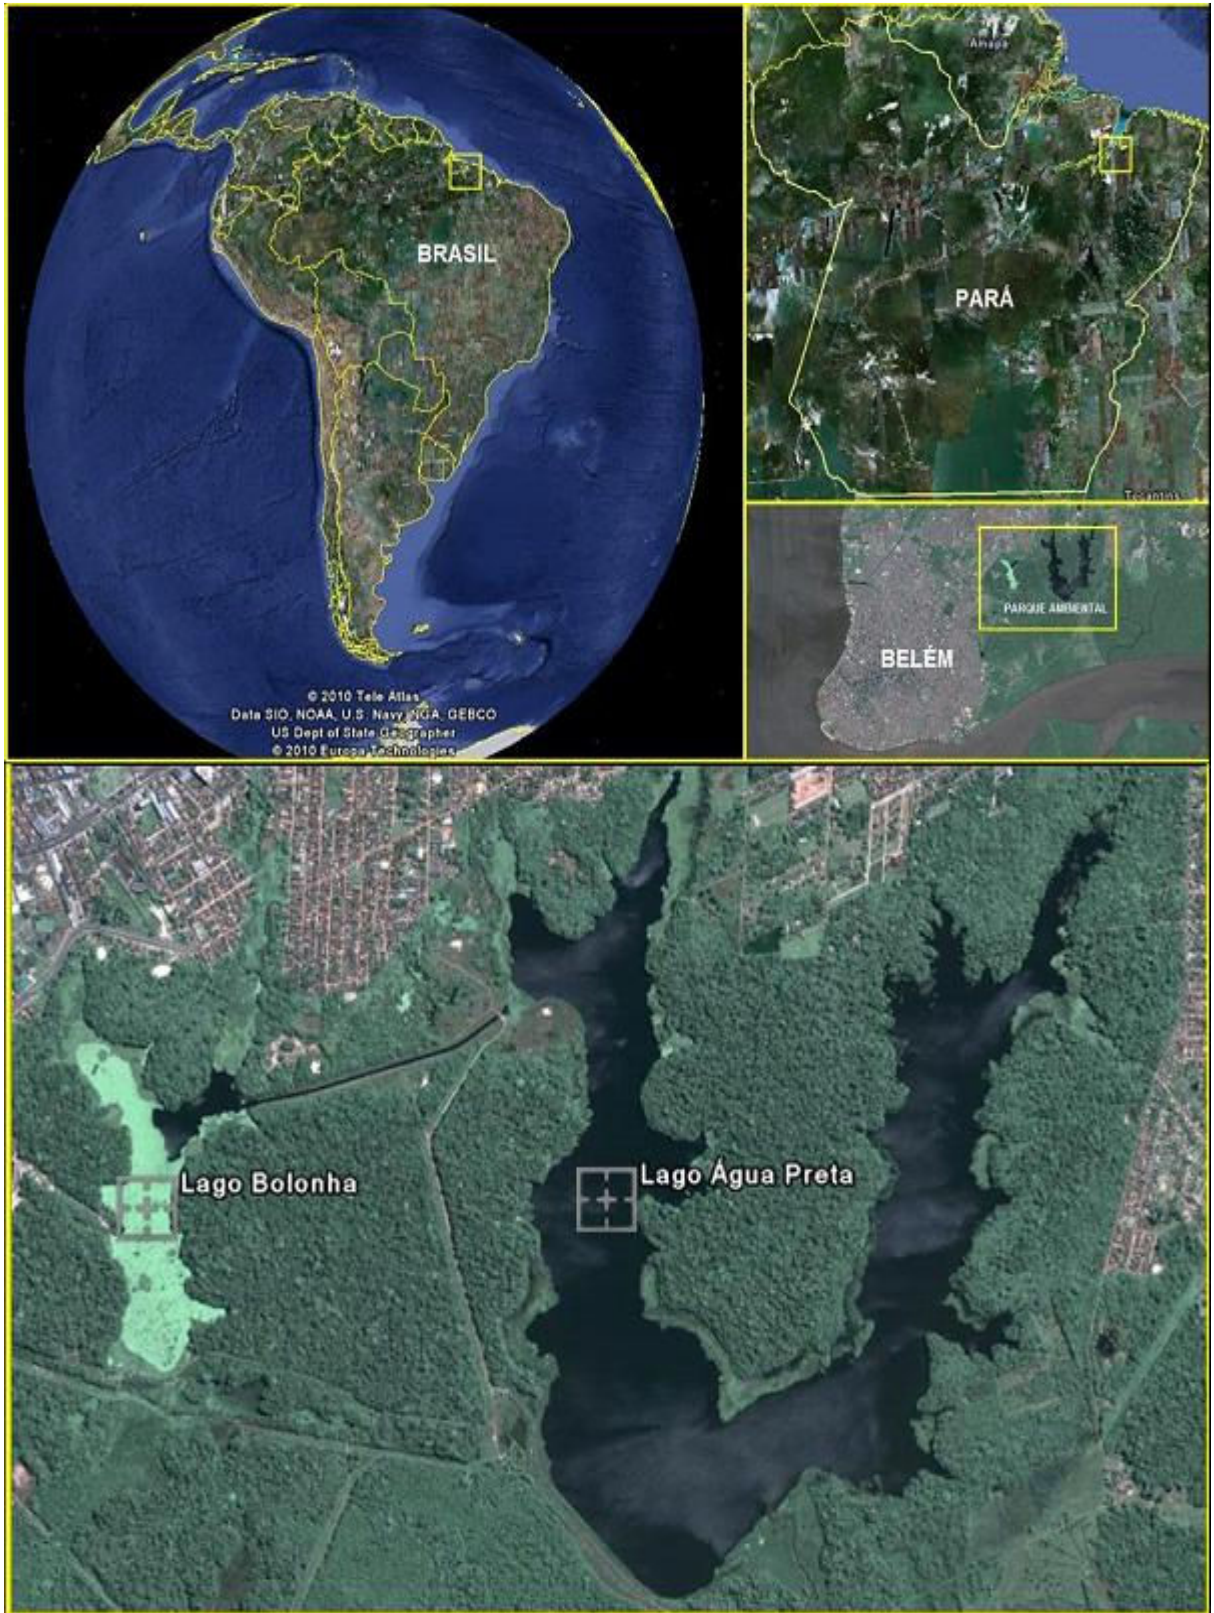 BRASIL
© 2010 Tele Atlas
Data SIO, NOAA, U.S. Navy, NGA, GEBCO
US Dept of State Geographer
© 2010 Europa Technologies
Amapá
PARÁ
Tocantins
PARQUE AMBIENTAL
BELÉM
Lago Bolonha
Lago Água Preta